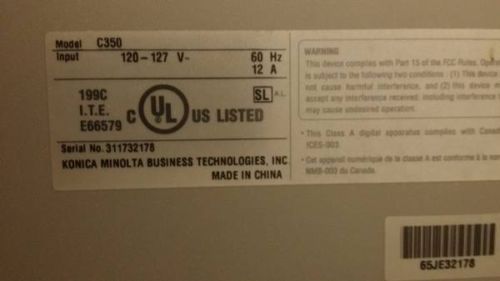 Model C350
Input 120-127 V~ 60 Hz
12 A
199C
I.T.E.
E66579
C UL US LISTED
SL A.L.
Serial No. 311732178
KONICA MINOLTA BUSINESS TECHNOLOGIES, INC
MADE IN CHINA
WARNING
This device complies with Part 15 of the FCC Rules. Opera
is subject to the following two conditions : (1) This device
not cause harmful interference, and (2) this device m
accept any interference received, including interference
may cause undesired operation.
• This Class A digital apparatus complies with Canad
ICES-003.
• Cet appareil numérique de la classe A est conforme à la no
NMB-003 du Canada.
65JE32178